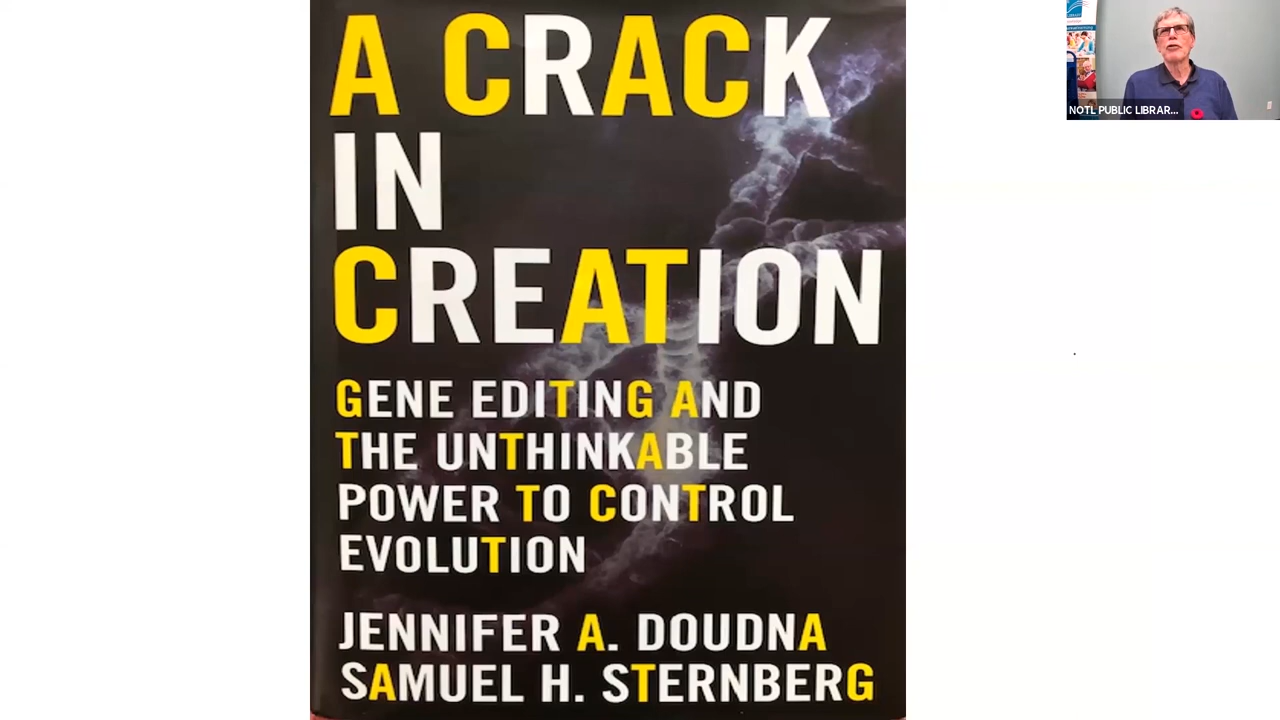 A CRACK
IN
CREATION
GENE EDITING AND
THE UNTHINKABLE
POWER TO CONTROL
EVOLUTION
JENNIFER A. DOUDNA
SAMUEL H. STERNBERG
NOTL PUBLIC LIBRAR...